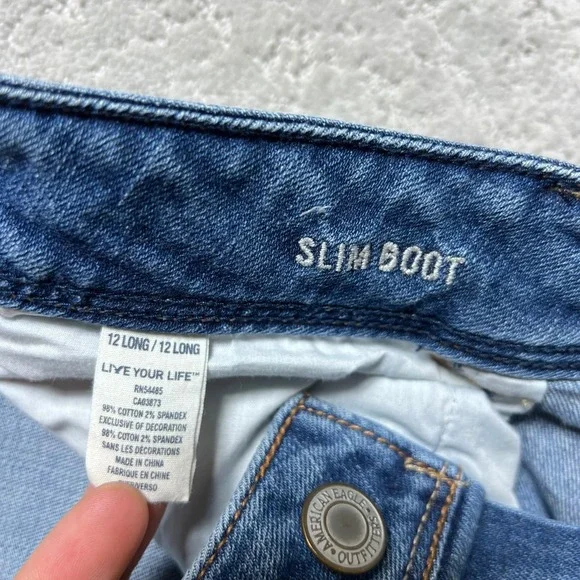 SLIM BOOT
12 LONG / 12 LONG
LIVE YOUR LIFE™
RN54485
CA03873
98% COTTON 2% SPANDEX
EXCLUSIVE OF DECORATION
98% COTON 2% SPANDEX
SANS LES DÉCORATIONS
MADE IN CHINA
FABRIQUE EN CHINE
AMERICAN EAGLE
OUTFITTERS